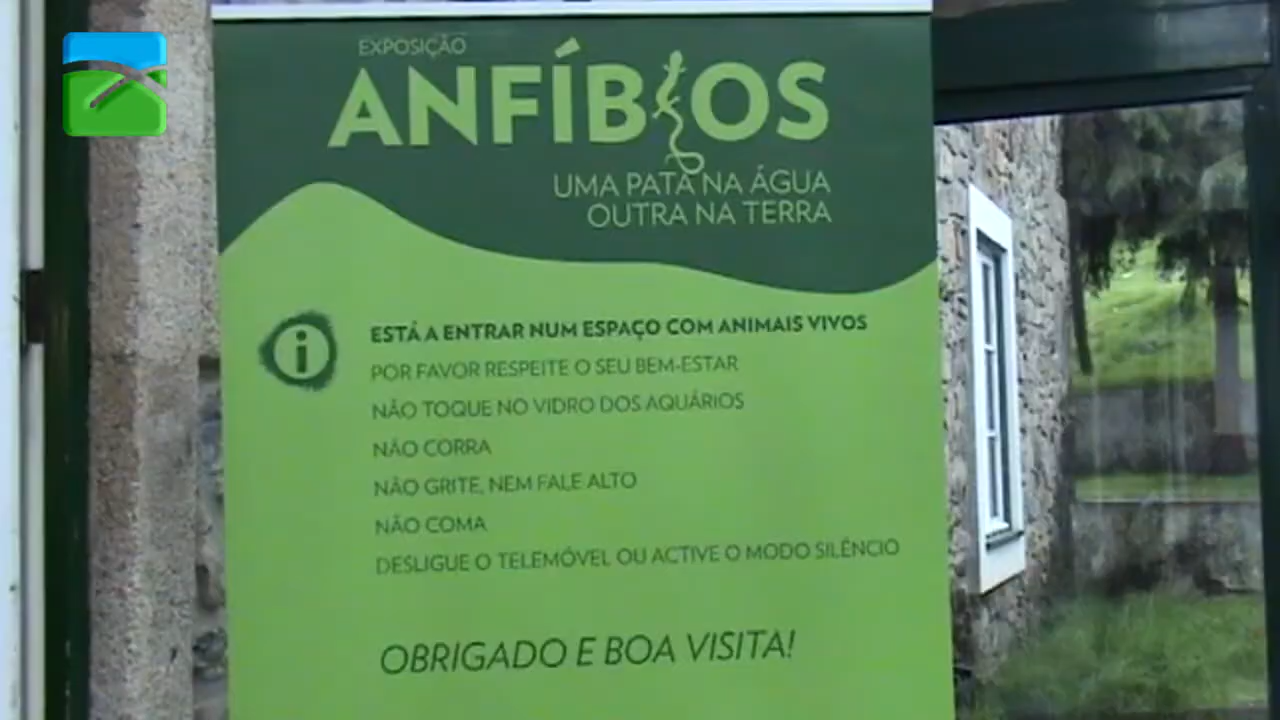 EXPOSIÇÃO
ANFÍBIOS
UMA PATA NA ÁGUA
OUTRA NA TERRA
i
ESTÁ A ENTRAR NUM ESPAÇO COM ANIMAIS VIVOS
POR FAVOR RESPEITE O SEU BEM-ESTAR
NÃO TOQUE NO VIDRO DOS AQUÁRIOS
NÃO CORRA
NÃO GRITE, NEM FALE ALTO
NÃO COMA
DESLIGUE O TELEMÓVEL OU ACTIVE O MODO SILÊNCIO
OBRIGADO E BOA VISITA!